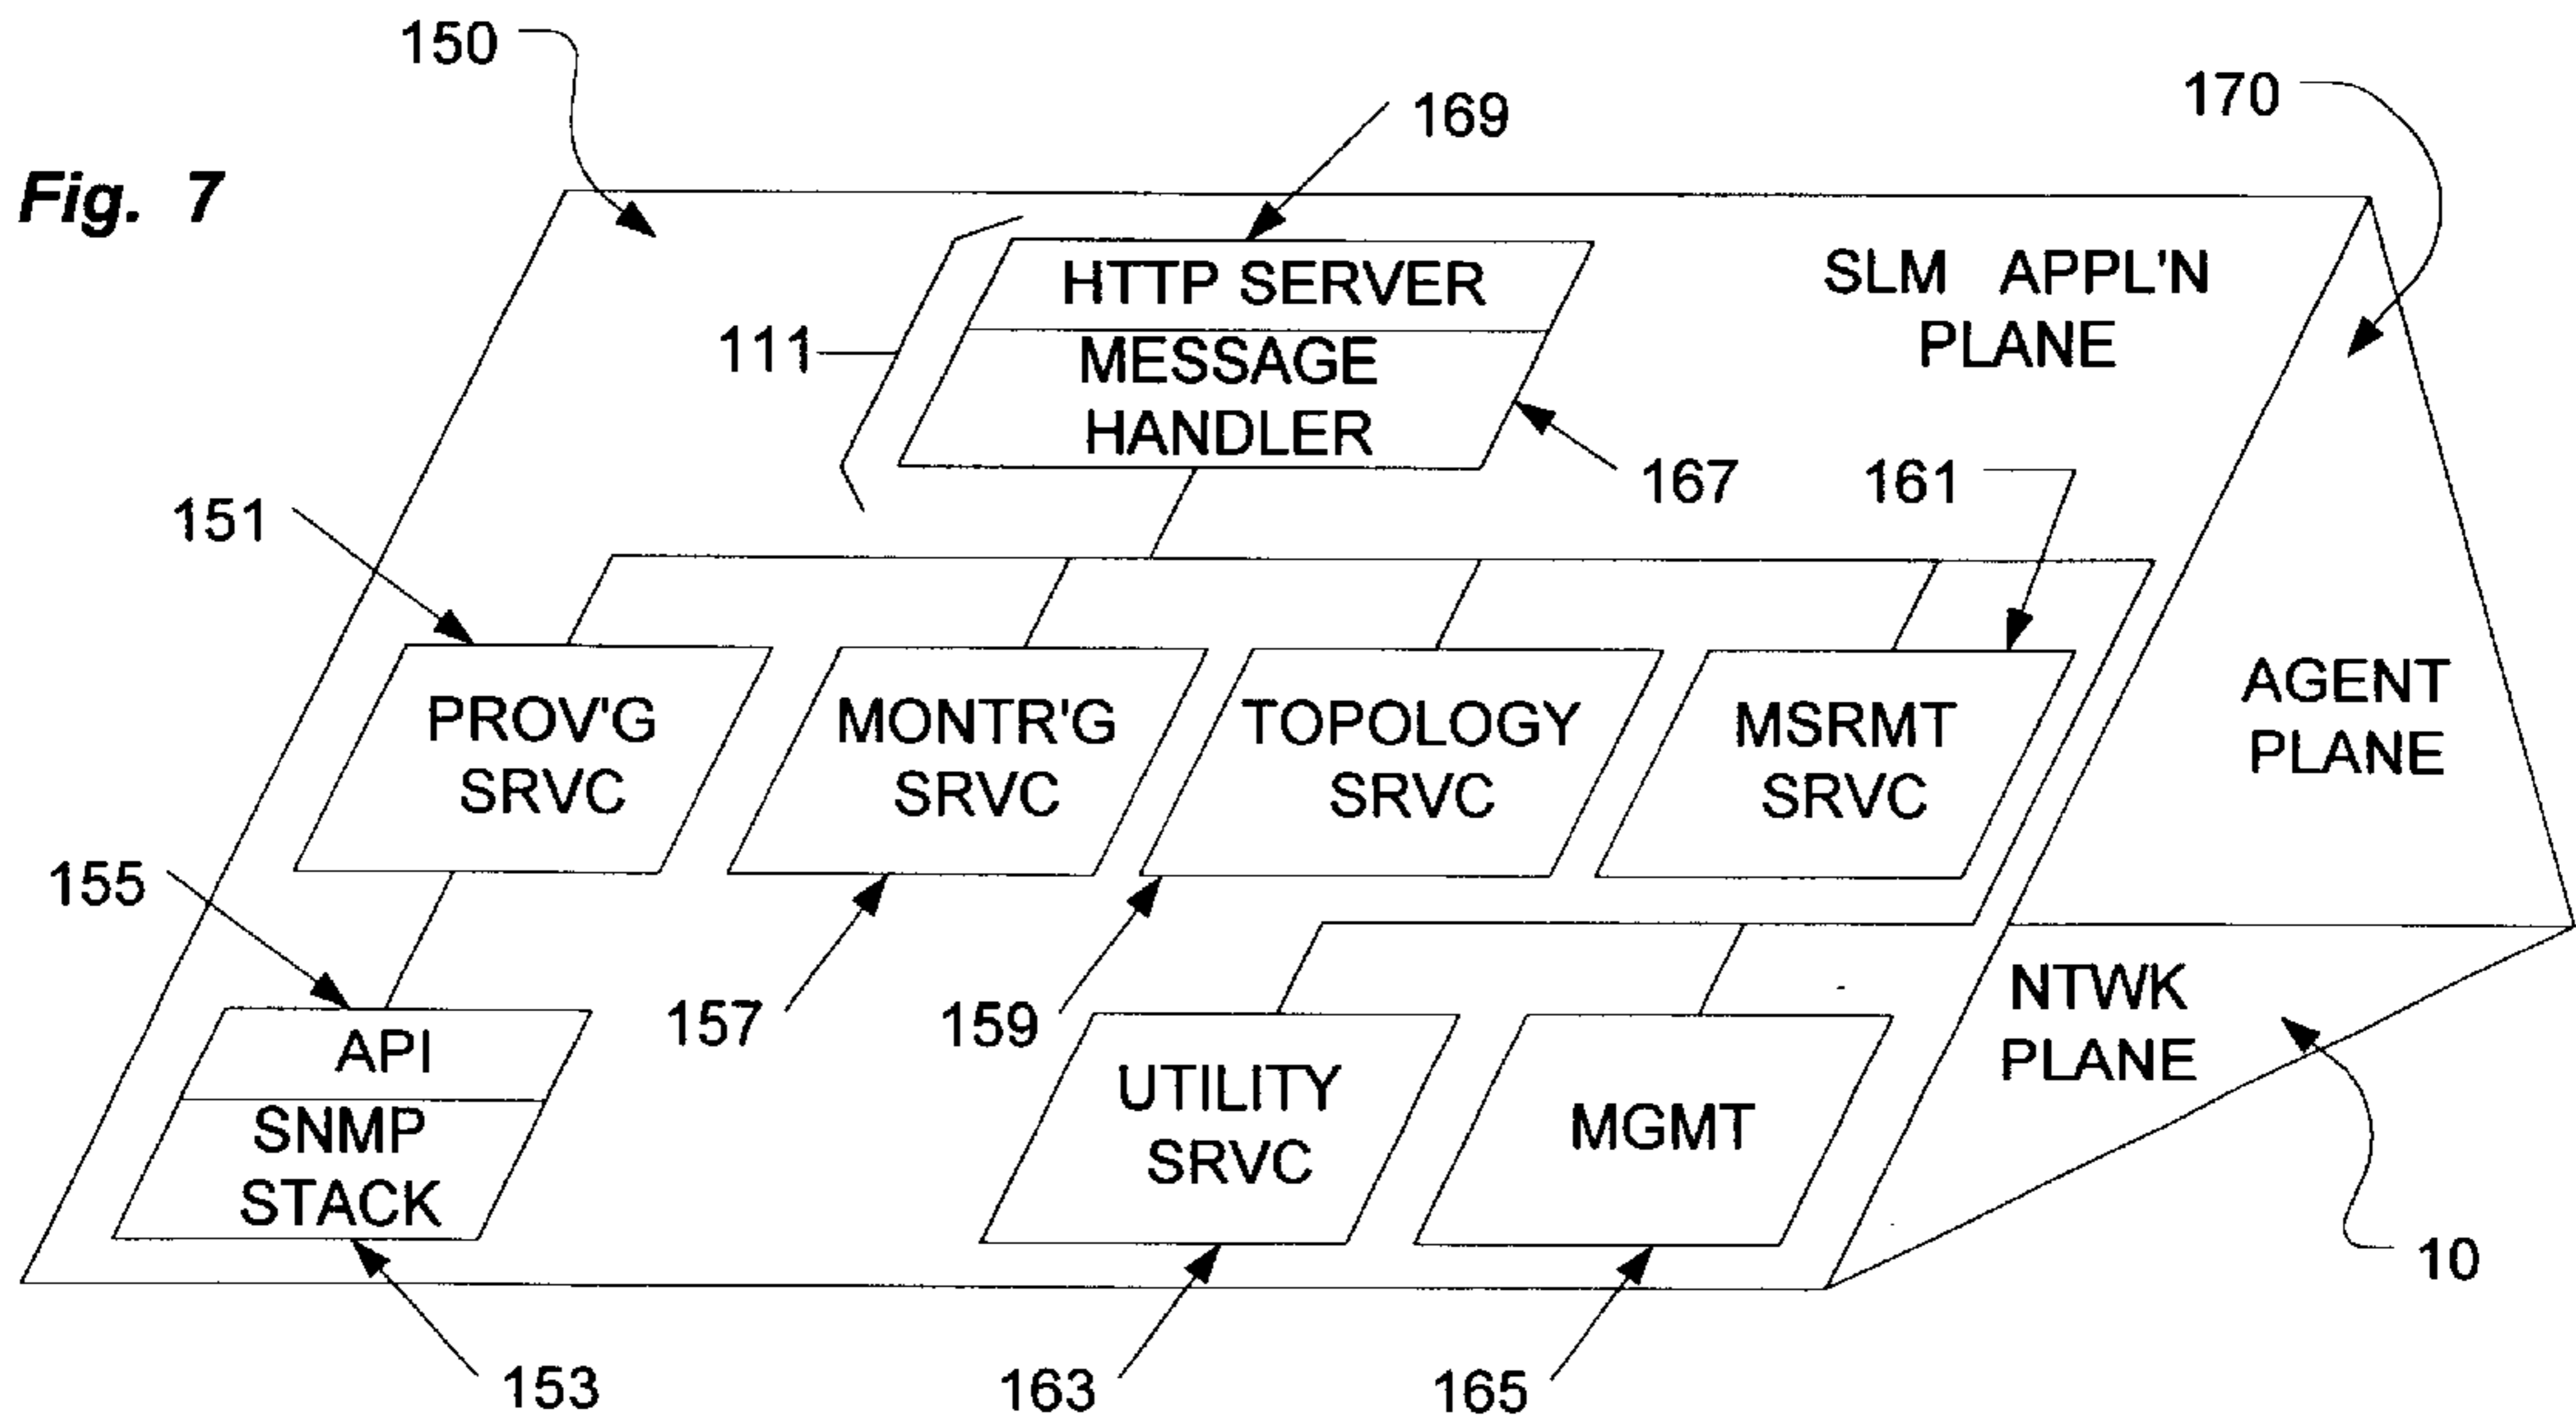 150
170
169
Fig. 7
HTTP SERVER
SLM APPL'N
PLANE
111
MESSAGE
HANDLER
167
161
151
PROV'G
SRVC
MONTR'G
SRVC
TOPOLOGY
SRVC
MSRMT
SRVC
AGENT
PLANE
155
157
159
NTWK
PLANE
API
SNMP
STACK
UTILITY
SRVC
MGMT
10
153
163
165